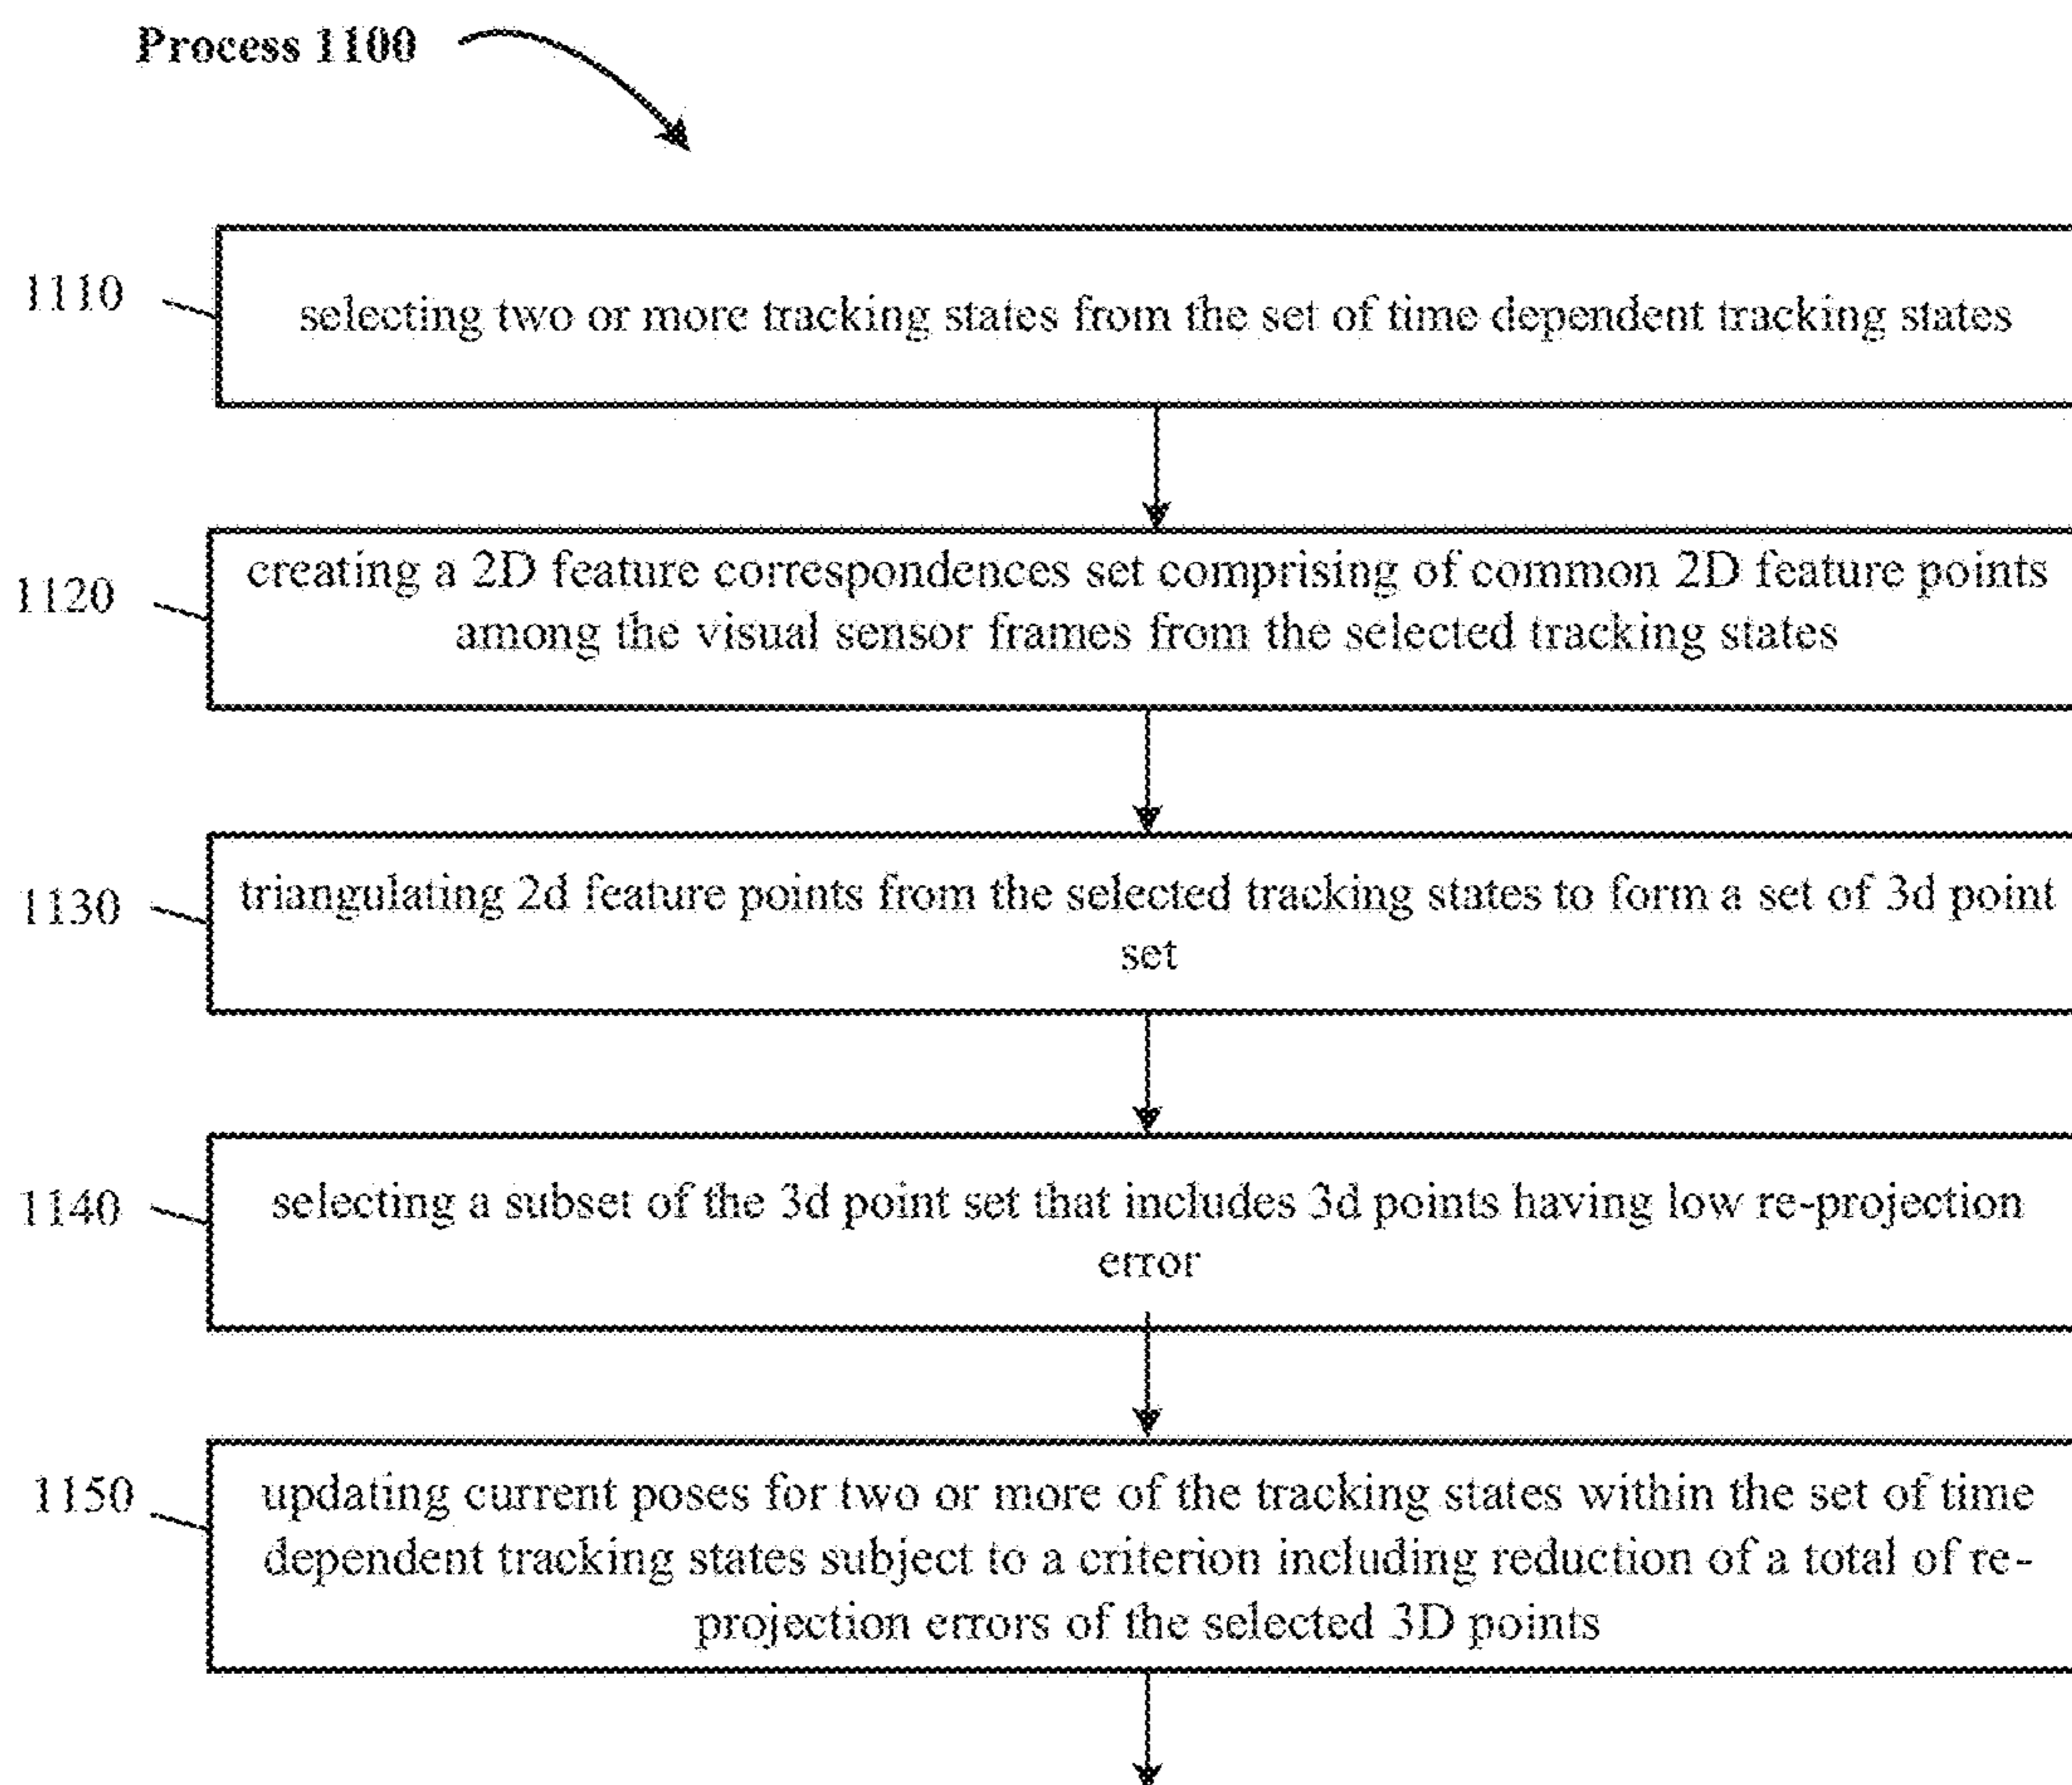 Process 1100
1110
selecting two or more tracking states from the set of time dependent tracking states
1120
creating a 2D feature correspondences set comprising of common 2D feature points
among the visual sensor frames from the selected tracking states
1130
triangulating 2d feature points from the selected tracking states to form a set of 3d point
set
1140
selecting a subset of the 3d point set that includes 3d points having low re-projection
error
1150
updating current poses for two or more of the tracking states within the set of time
dependent tracking states subject to a criterion including reduction of a total of re-
projection errors of the selected 3D points